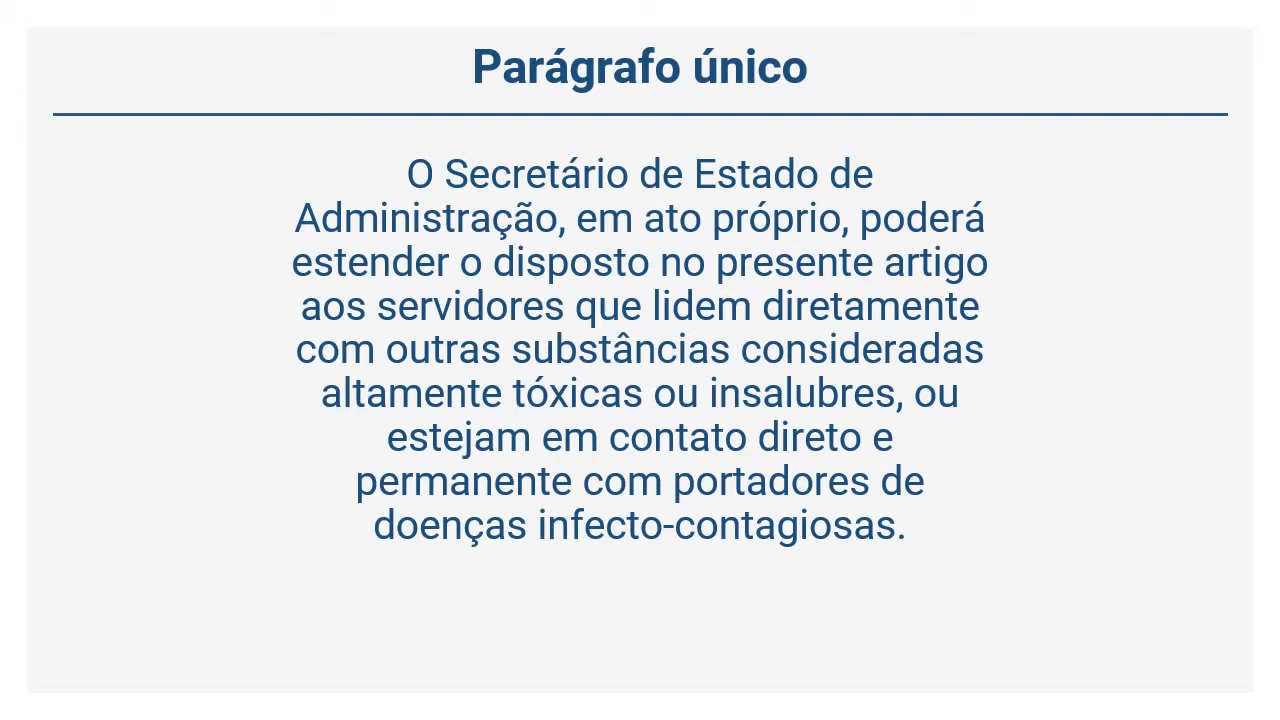 Parágrafo único
O Secretário de Estado de
Administração, em ato próprio, poderá
estender o disposto no presente artigo
aos servidores que lidem diretamente
com outras substâncias consideradas
altamente tóxicas ou insalubres, ou
estejam em contato direto e
permanente com portadores de
doenças infecto-contagiosas.